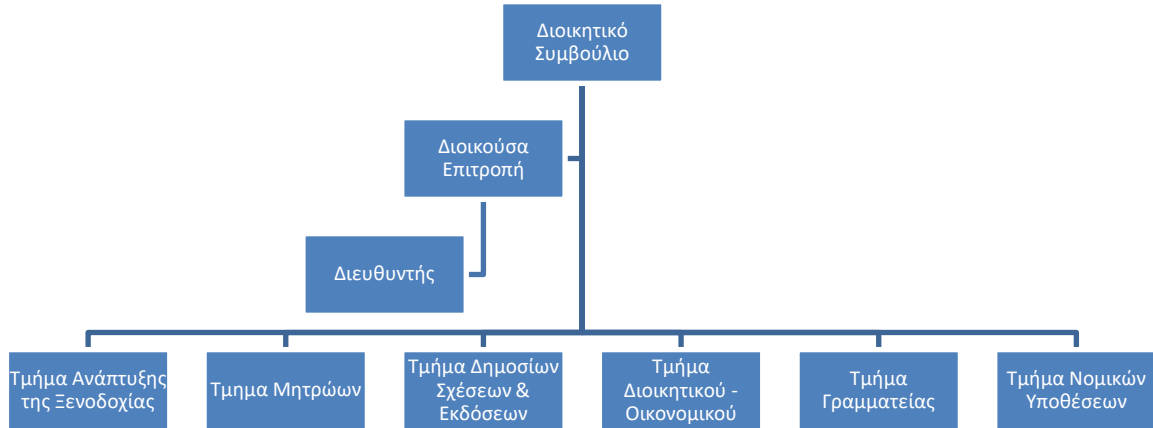 Διοικητικό
Συμβούλιο
Διοικούσα
Επιτροπή
Διευθυντής
Τμήμα Ανάπτυξης
της Ξενοδοχίας
Τμημα Μητρώων
Τμήμα Δημοσίων
Σχέσεων &
Εκδόσεων
Τμήμα
Διοικητικού -
Οικονομικού
Τμήμα
Γραμματείας
Τμήμα Νομικών
Υποθέσεων